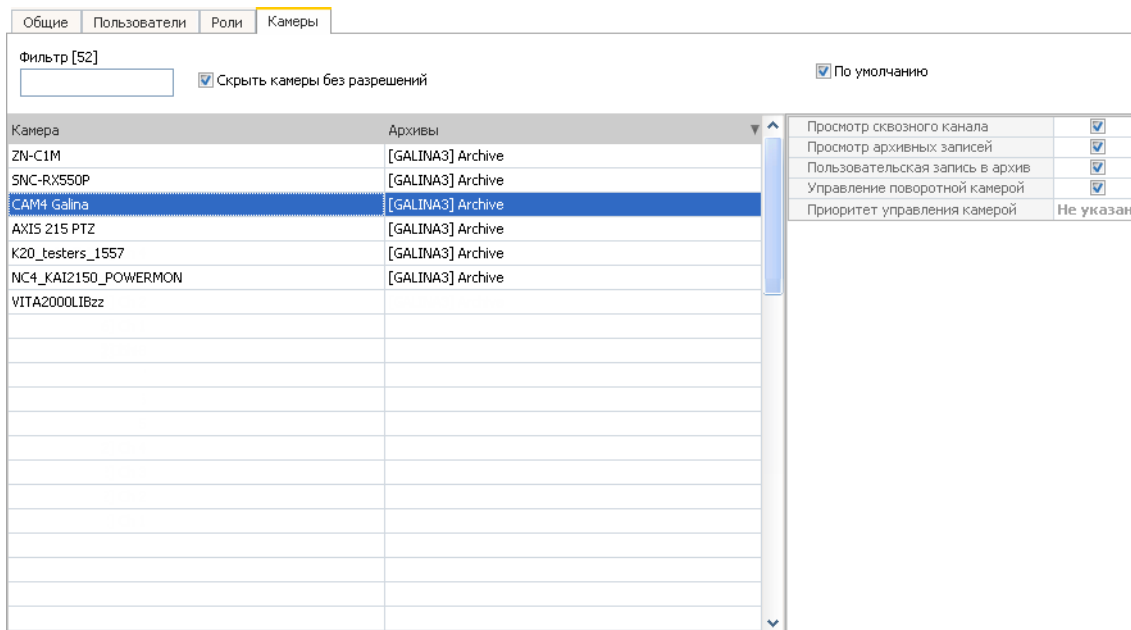 Общие Пользователи Роли Камеры
Фильтр [52]
Скрыть камеры без разрешений
По умолчанию
Камера Архивы
ZN-C1M [GALINA3] Archive
SNC-RX550P [GALINA3] Archive
CAM4 Galina [GALINA3] Archive
AXIS 215 PTZ [GALINA3] Archive
K20_testers_1557 [GALINA3] Archive
NC4_KAI2150_POWERMON [GALINA3] Archive
VITA2000LIBzz
Просмотр сквозного канала
Просмотр архивных записей
Пользовательская запись в архив
Управление поворотной камерой
Приоритет управления камерой Не указан